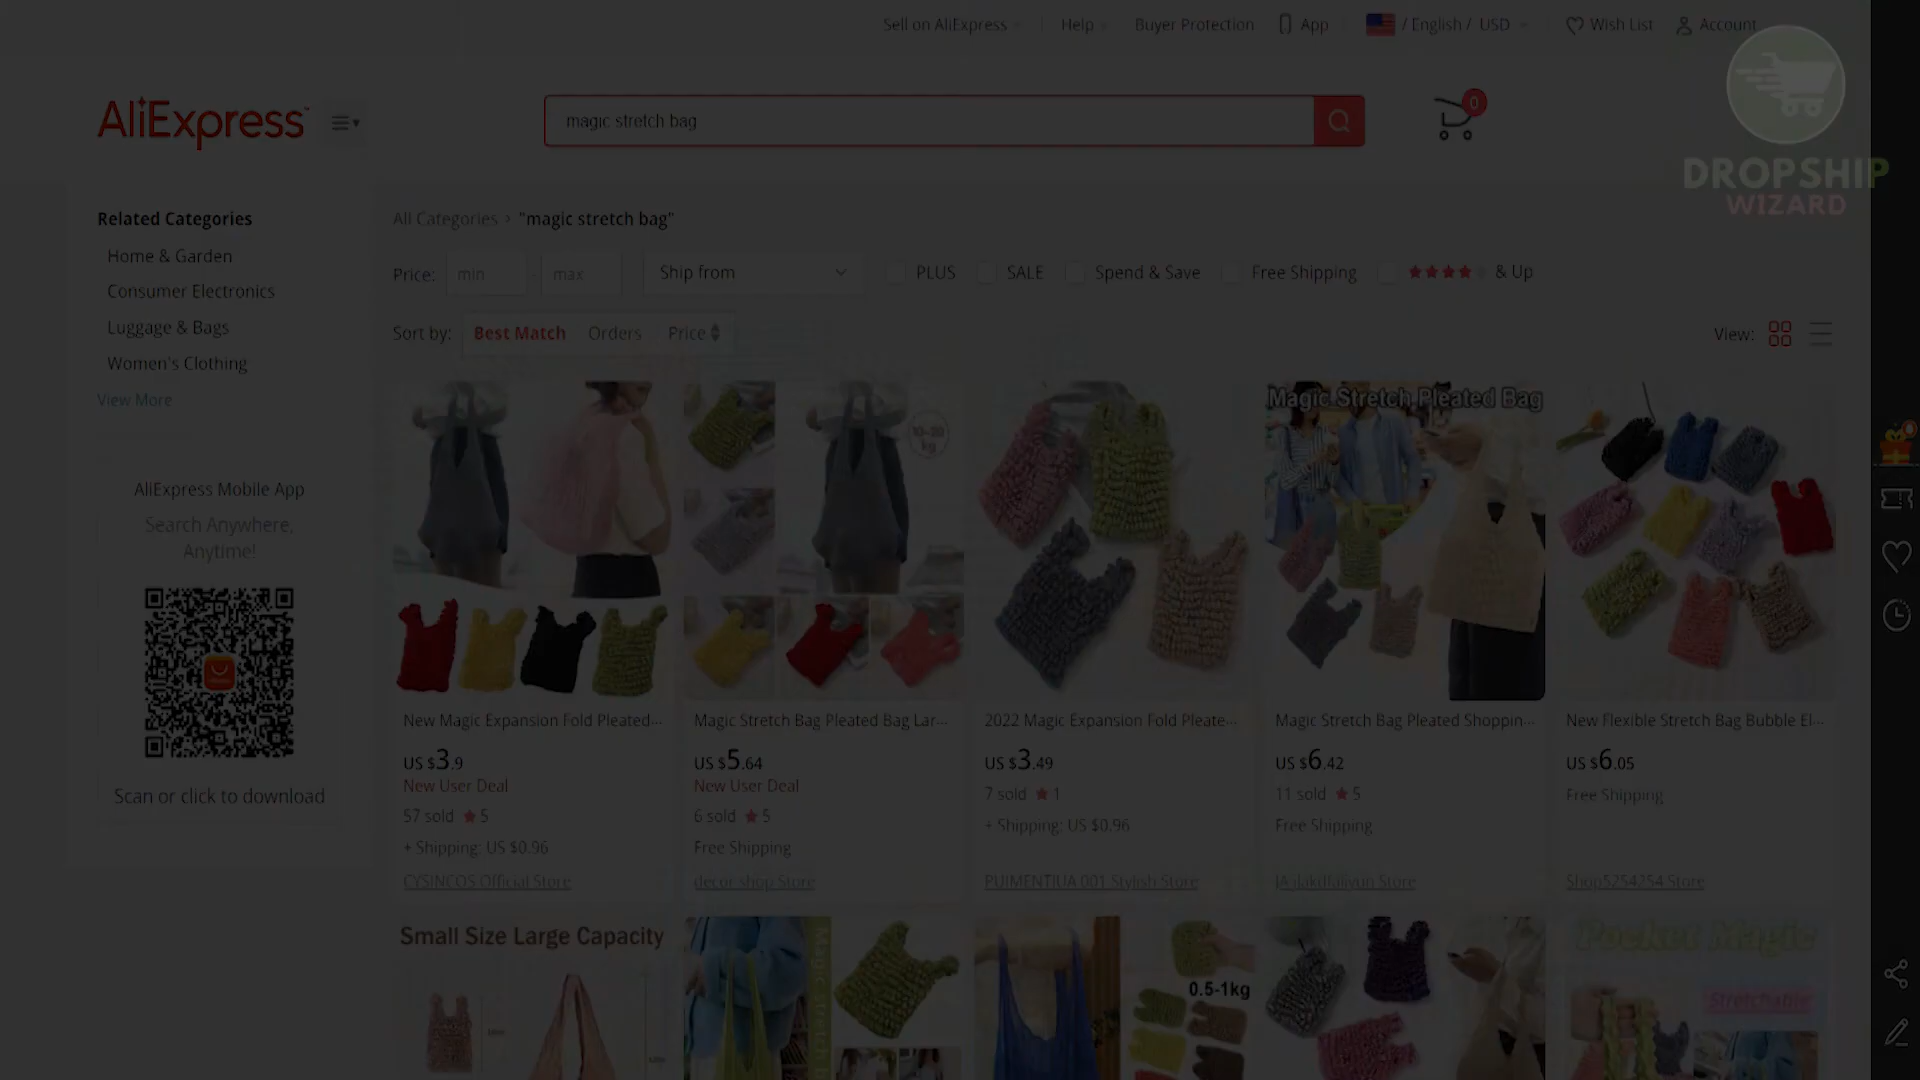 Sell on AliExpress
Help
Buyer Protection
App
/ English / USD
Wish List
Account
AliExpress
magic stretch bag
0
DROPSHIP
WIZARD
Related Categories
Home & Garden
Consumer Electronics
Luggage & Bags
Women's Clothing
View More
AliExpress Mobile App
Search Anywhere,
Anytime!
Scan or click to download
All Categories > "magic stretch bag"
Price: min - max
Ship from
PLUS
SALE
Spend & Save
Free Shipping
& Up
Sort by: Best Match Orders Price
View:
10-20
kg
Magic Stretch Pleated Bag
New Magic Expansion Fold Pleated...
US $3.9
New User Deal
57 sold ★ 5
+ Shipping: US $0.96
CYSINCOS Official Store
Magic Stretch Bag Pleated Bag Lar...
US $5.64
New User Deal
6 sold ★ 5
Free Shipping
decor shop Store
2022 Magic Expansion Fold Pleate...
US $3.49
7 sold ★ 1
+ Shipping: US $0.96
PUIMENTIUA 001 Stylish Store
Magic Stretch Bag Pleated Shoppin...
US $6.42
11 sold ★ 5
Free Shipping
New Flexible Stretch Bag Bubble El...
US $6.05
Free Shipping
Shop5254254 Store
Small Size Large Capacity
0.5-1kg
Pocket Magic
Stretchable